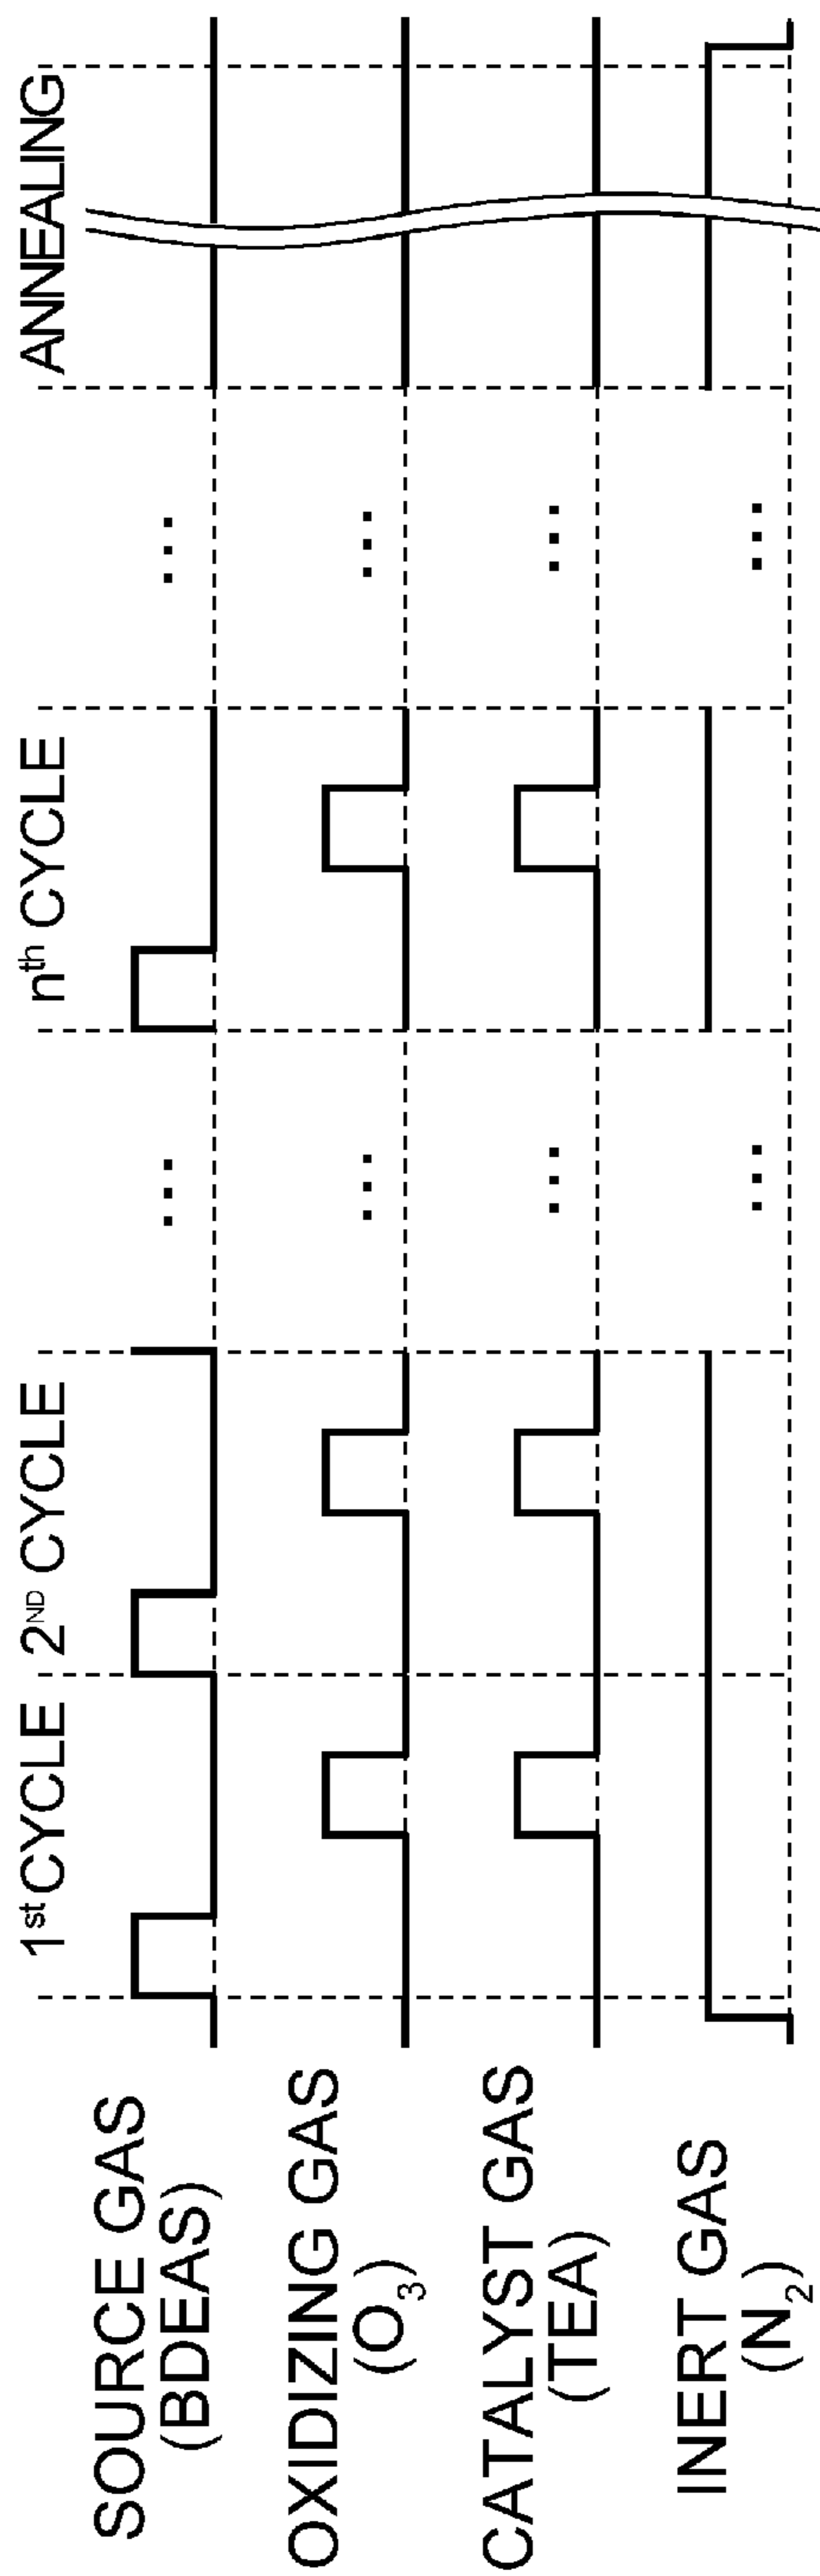 1st CYCLE
2ND CYCLE
...
nth CYCLE
...
ANNEALING
SOURCE GAS
(BDEAS)
...
...
OXIDIZING GAS
(O3)
...
...
CATALYST GAS
(TEA)
...
...
INERT GAS
(N2)
...
...